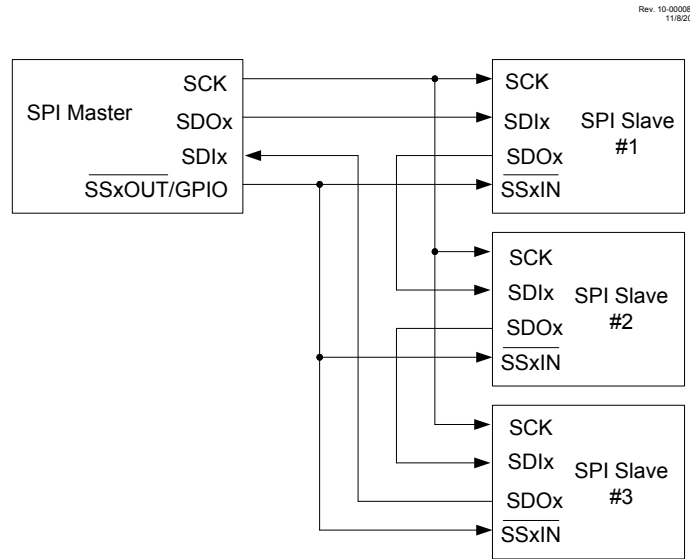 Rev. 10-00008
11/8/20
SPI Master
SCK
SDOx
SDIx
SSxOUT/GPIO
SCK
SDIx
SDOx
SSxIN
SPI Slave
#1
SCK
SDIx
SDOx
SSxIN
SPI Slave
#2
SCK
SDIx
SDOx
SSxIN
SPI Slave
#3